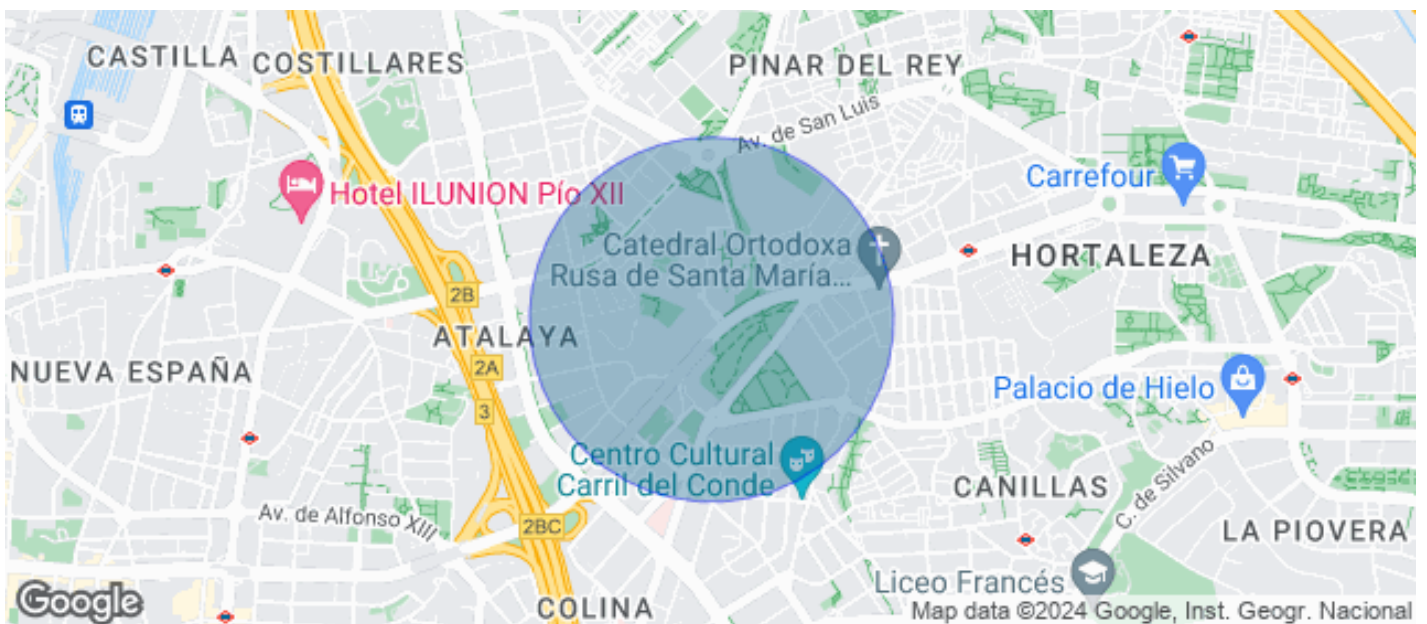 CASTILLA
COSTILLARES
PINAR DEL REY
Av. de San Luis
Hotel ILUNION Pío XII
Carrefour
Catedral Ortodoxa
Rusa de Santa María...
HORTALEZA
2B
ATALAYA
2A
NUEVA ESPAÑA
3
Palacio de Hielo
Centro Cultural
Carril del Conde
CANILLAS
C. de Silvano
Av. de Alfonso XIII
2BC
LA PIOVERA
Liceo Francés
Google
COLINA
Map data ©2024 Google, Inst. Geogr. Nacional